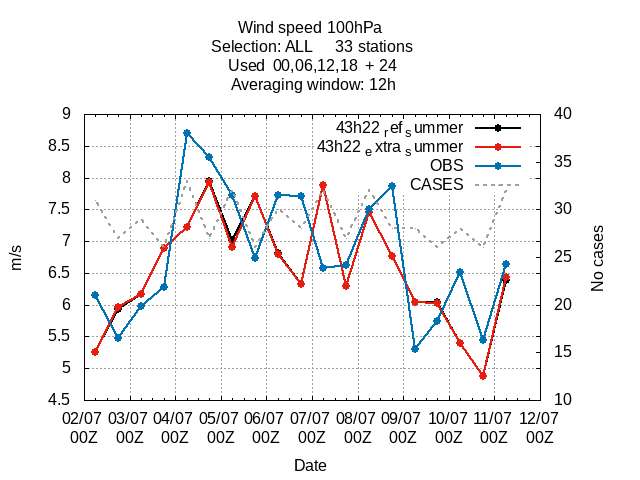 Wind speed 100hPa
Selection: ALL 33 stations
Used 00,06,12,18 + 24
Averaging window: 12h
43h22 ref summer
43h22 extra summer
OBS
CASES
9
8.5
8
7.5
7
6.5
6
5.5
5
4.5
m/s
40
35
30
25
20
15
10
No cases
02/07 03/07 04/07 05/07 06/07 07/07 08/07 09/07 10/07 11/07 12/07
00Z 00Z 00Z 00Z 00Z 00Z 00Z 00Z 00Z 00Z 00Z
Date